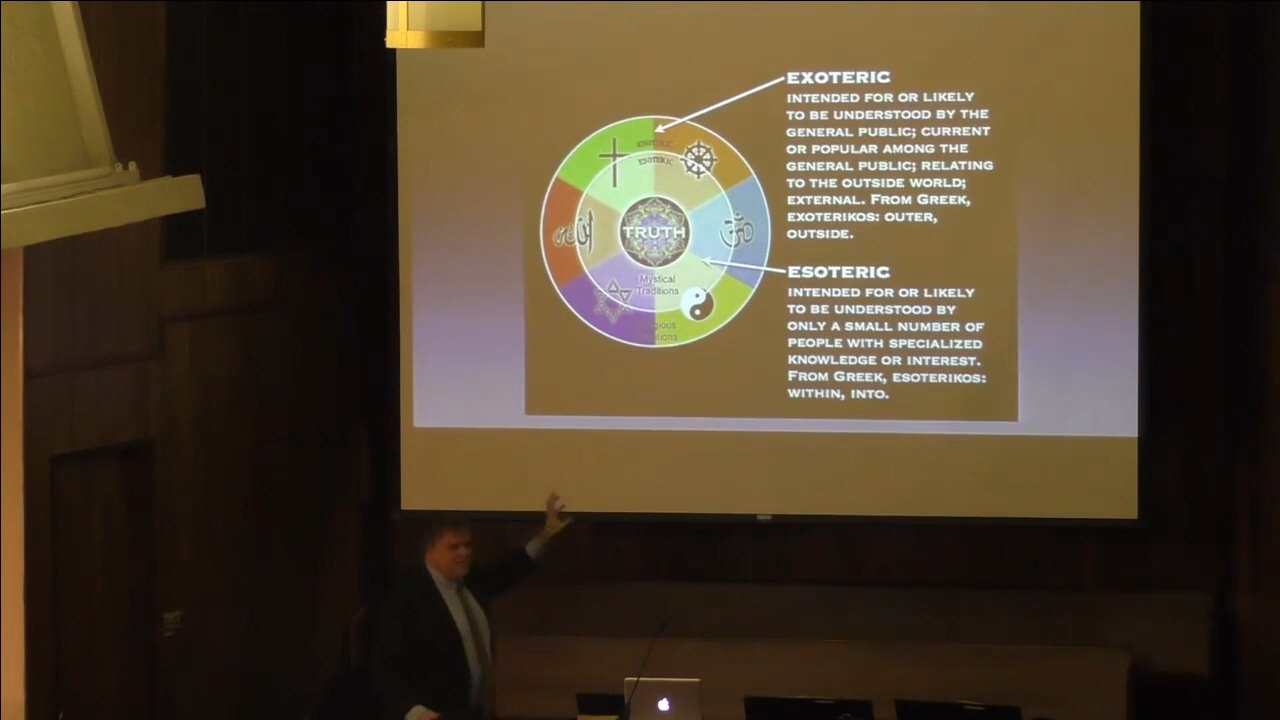 EXOTERIC
INTENDED FOR OR LIKELY
TO BE UNDERSTOOD BY THE
GENERAL PUBLIC; CURRENT
OR POPULAR AMONG THE
GENERAL PUBLIC; RELATING
TO THE OUTSIDE WORLD;
EXTERNAL. FROM GREEK,
EXOTERIKOS: OUTER,
OUTSIDE.
ESOTERIC
INTENDED FOR OR LIKELY
TO BE UNDERSTOOD BY
ONLY A SMALL NUMBER OF
PEOPLE WITH SPECIALIZED
KNOWLEDGE OR INTEREST.
FROM GREEK, ESOTERIKOS:
WITHIN, INTO.
EXOTERIC
ESOTERIC
TRUTH
Mystical
Traditions